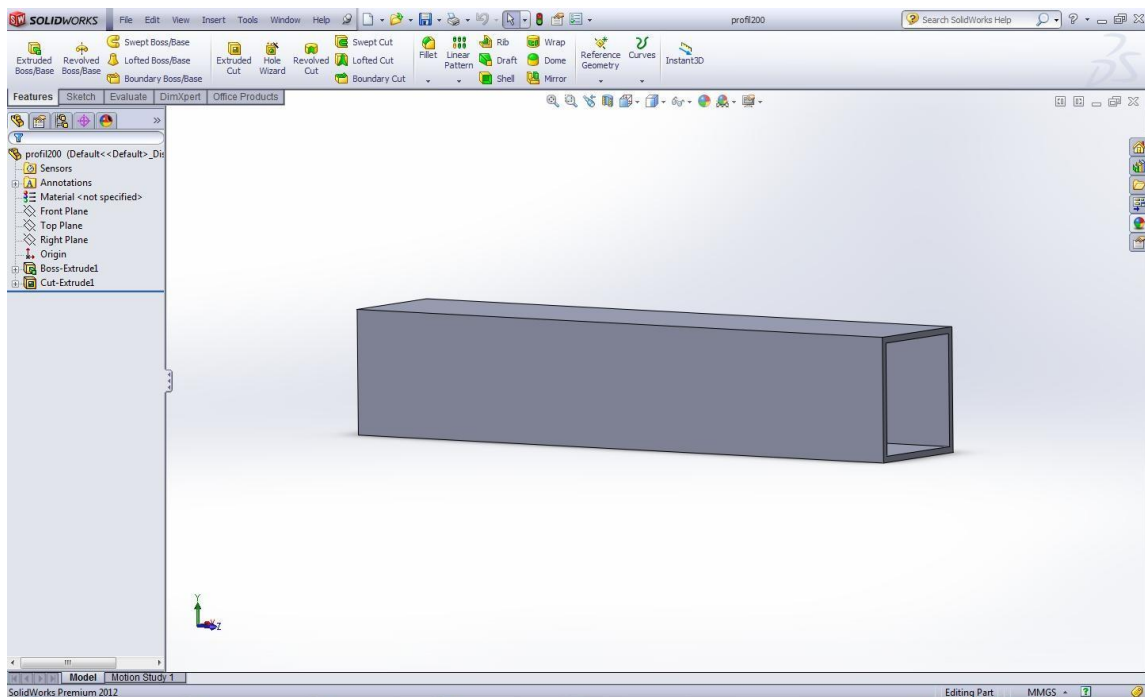 SOLIDWORKS File Edit View Insert Tools Window Help profil200 Search SolidWorks Help
Extruded Boss/Base
Revolved Boss/Base
Swept Boss/Base
Lofted Boss/Base
Boundary Boss/Base
Extruded Cut
Hole Wizard
Revolved Cut
Swept Cut
Lofted Cut
Boundary Cut
Fillet
Linear Pattern
Rib
Draft
Shell
Wrap
Dome
Mirror
Reference Geometry
Curves
Instant3D
Features Sketch Evaluate DimXpert Office Products
profil200 (Default<<Default>_Dis
Sensors
Annotations
Material <not specified>
Front Plane
Top Plane
Right Plane
Origin
Boss-Extrude1
Cut-Extrude1
Y
Z
Model Motion Study 1
SolidWorks Premium 2012 Editing Part MMGS